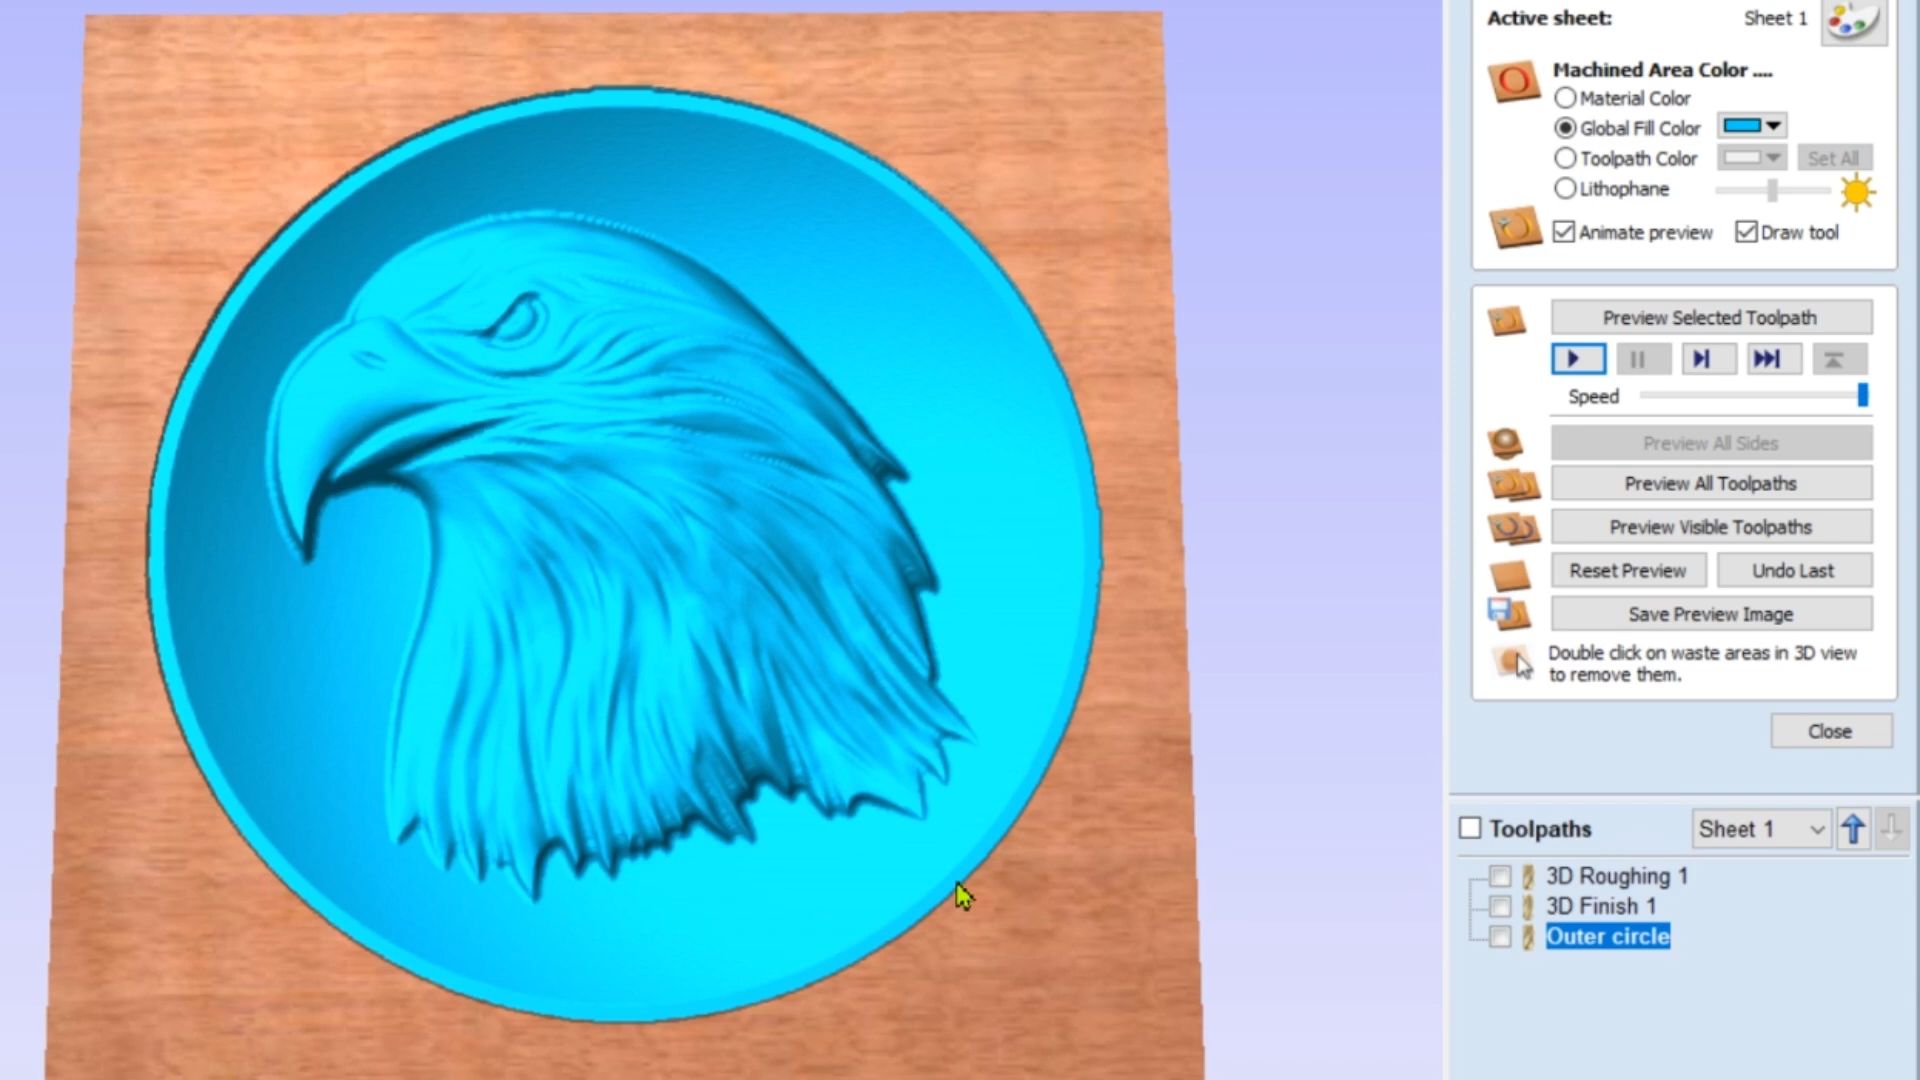 Active sheet: Sheet 1
Machined Area Color ....
Material Color
Global Fill Color
Toolpath Color Set All
Lithophane
Animate preview Draw tool
Preview Selected Toolpath
Speed
Preview All Sides
Preview All Toolpaths
Preview Visible Toolpaths
Reset Preview Undo Last
Save Preview Image
Double click on waste areas in 3D view
to remove them.
Close
Toolpaths Sheet 1
3D Roughing 1
3D Finish 1
Outer circle